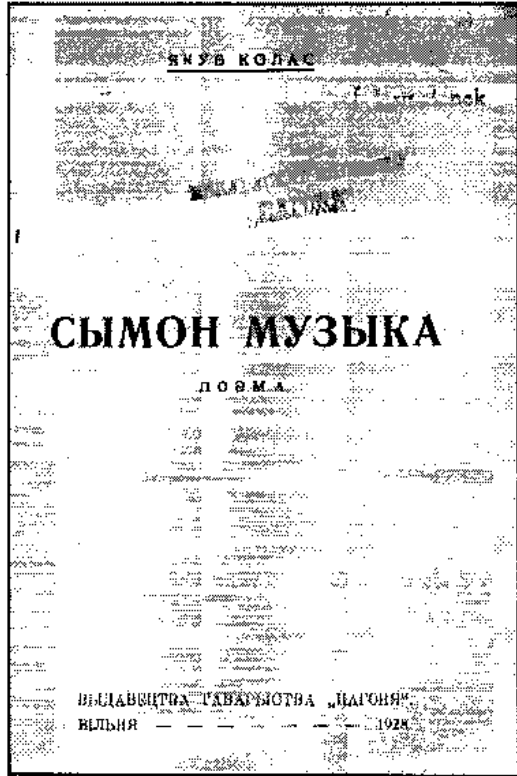 ЯКУБ КОЛАС
СЫМОН МУЗЫКА
ПОЭМА
ВЫДАВЕЦТВА ТАВАРЫСТВА „ПАГОНЯ“
ВІЛЬНЯ — — — — — — 1928